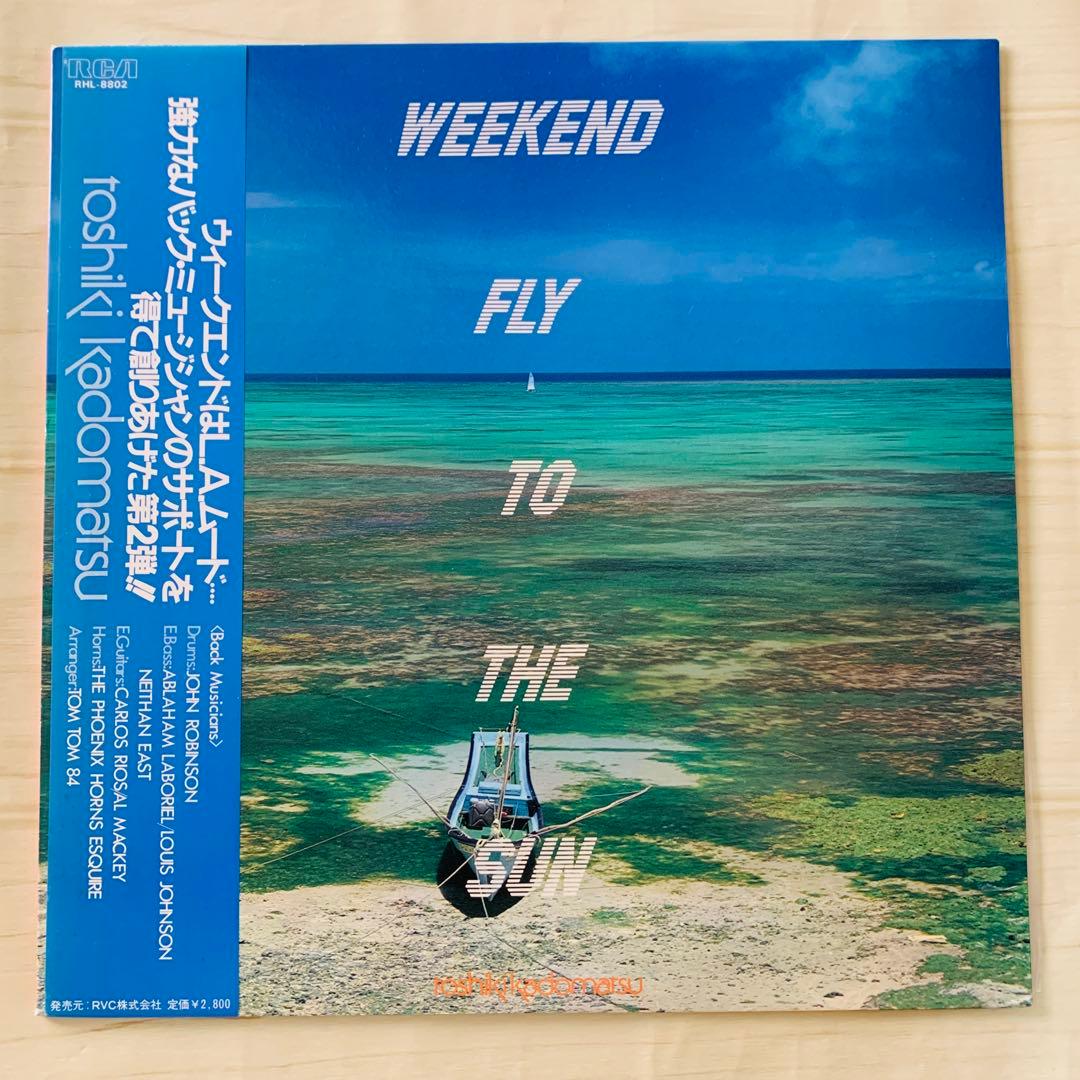 RCA
RHL-8802
ウィークエンドはL.A.ムード‥‥
強力なバック・ミュージシャンのサポートを
得て創りあげた第2弾!!
toshiki kadomatsu
〈Back Musicians〉
Drums:JOHN ROBINSON
E.Bass:ABLAHAM LABORIEL/LOUIS JOHNSON
NEITHAN EAST
E.Guitars:CARLOS RIOSAL MACKEY
Horns:THE PHOENIX HORNS ESQUIRE
Arranger:TOM TOM 84
発売元:RVC株式会社 定価¥2,800
WEEKEND
FLY
TO
THE
SUN
toshiki kadomatsu